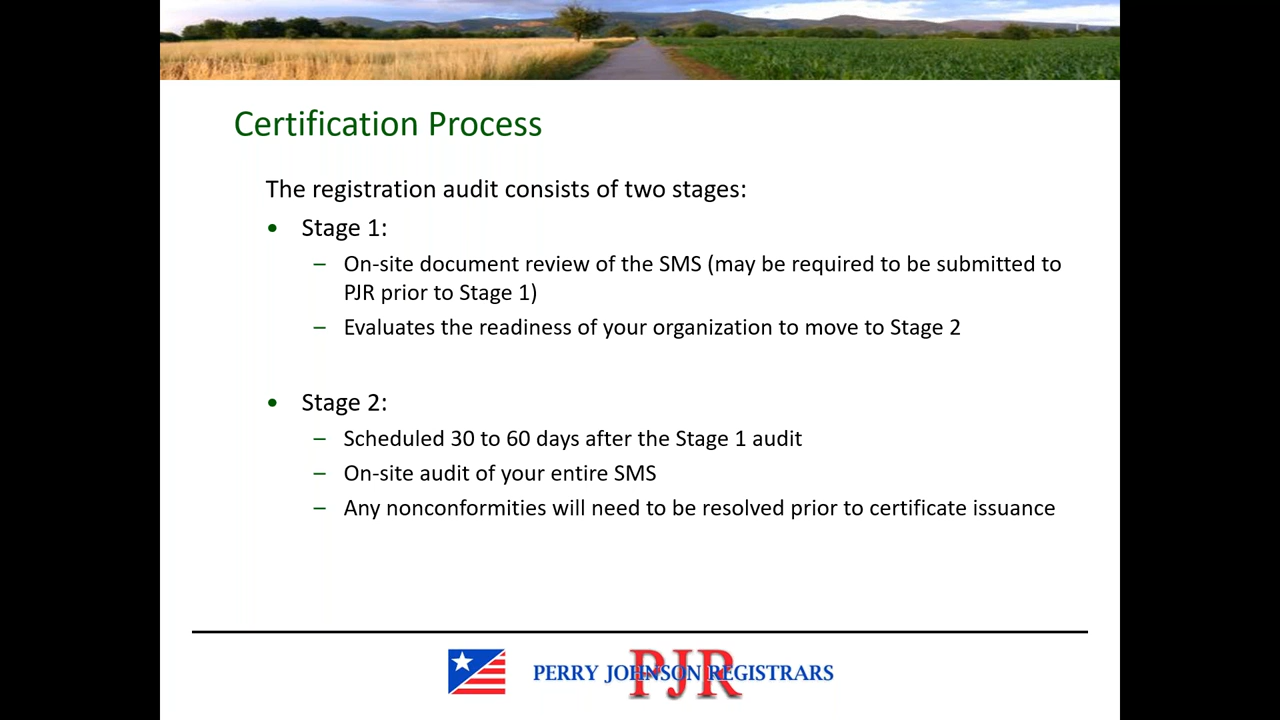 Certification Process
The registration audit consists of two stages:
• Stage 1:
– On-site document review of the SMS (may be required to be submitted to
PJR prior to Stage 1)
– Evaluates the readiness of your organization to move to Stage 2
• Stage 2:
– Scheduled 30 to 60 days after the Stage 1 audit
– On-site audit of your entire SMS
– Any nonconformities will need to be resolved prior to certificate issuance
PJR
PERRY JOHNSON REGISTRARS